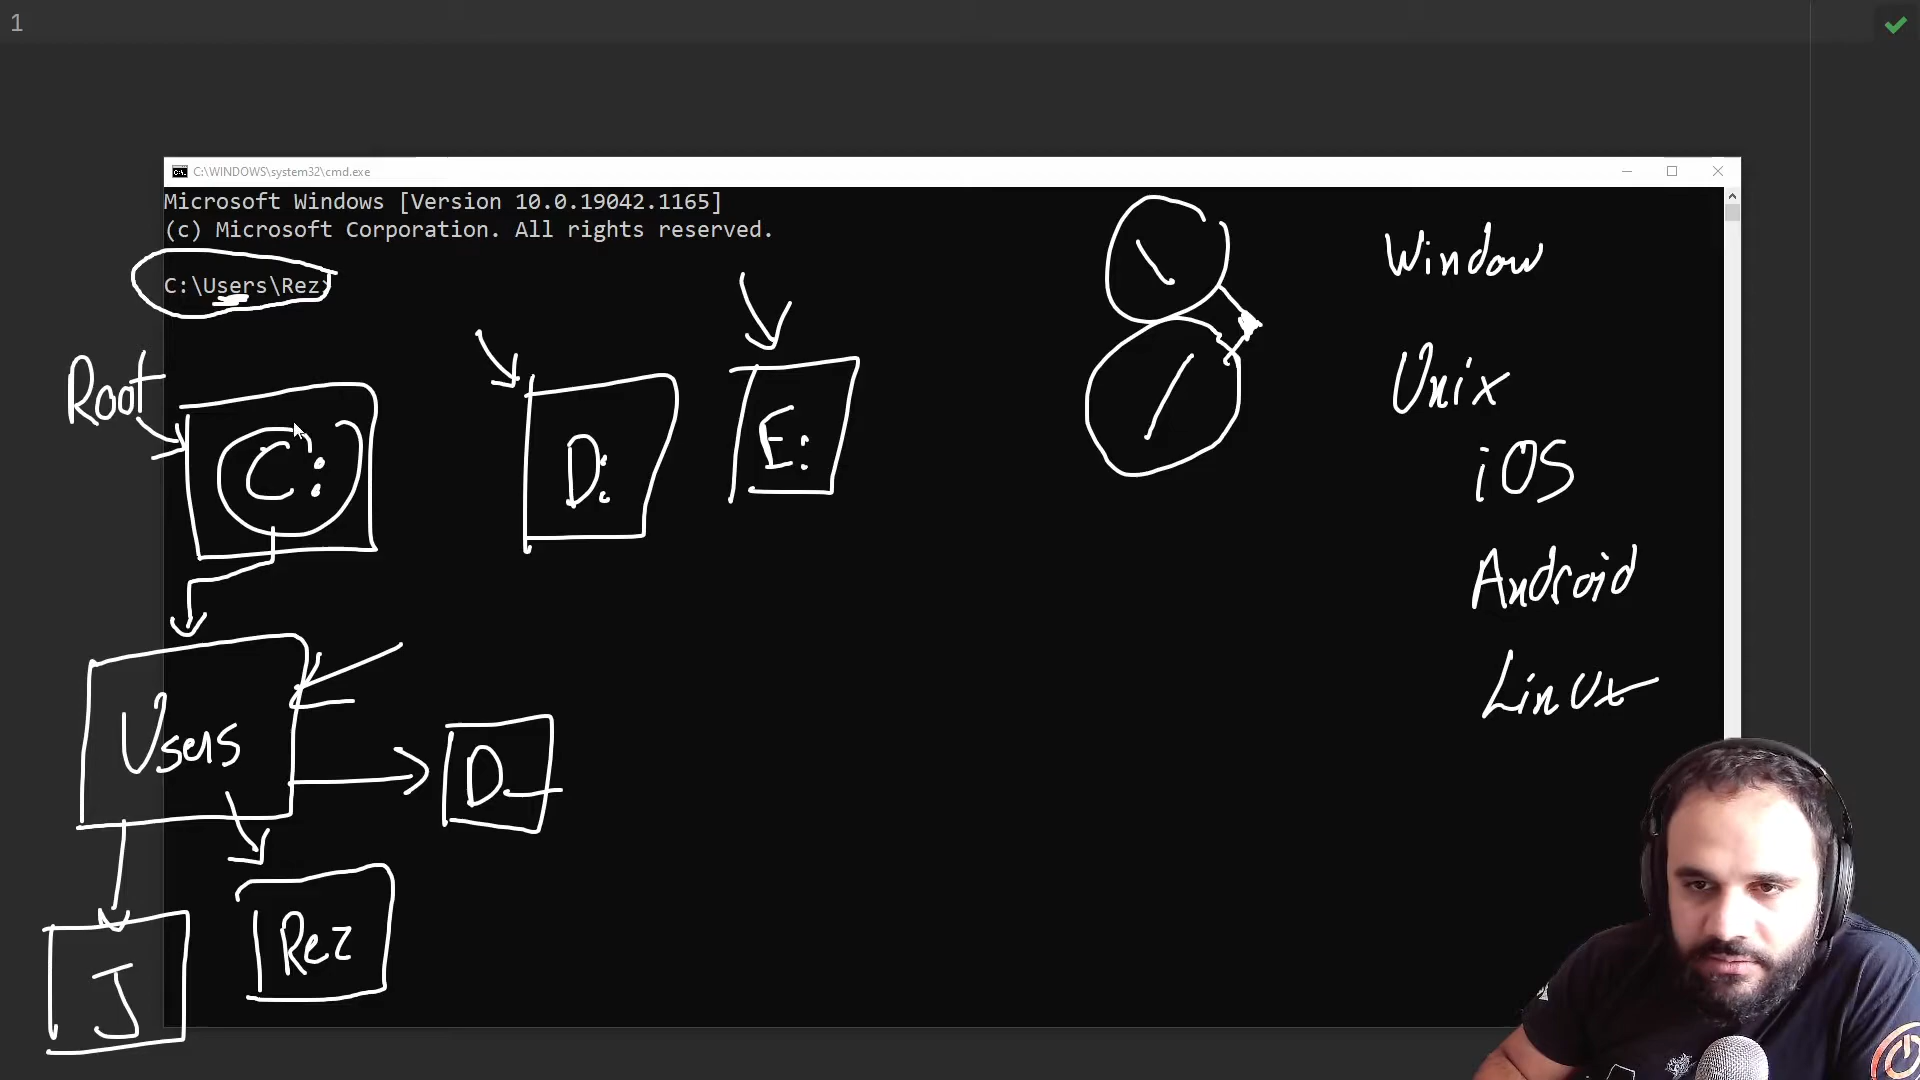 1
C:\WINDOWS\system32\cmd.exe
Microsoft Windows [Version 10.0.19042.1165]
(c) Microsoft Corporation. All rights reserved.
C:\Users\Rez>
Root
C:
D:
E:
\
/
Window
Unix
iOS
Android
Linux
Users
D_
Rez
J